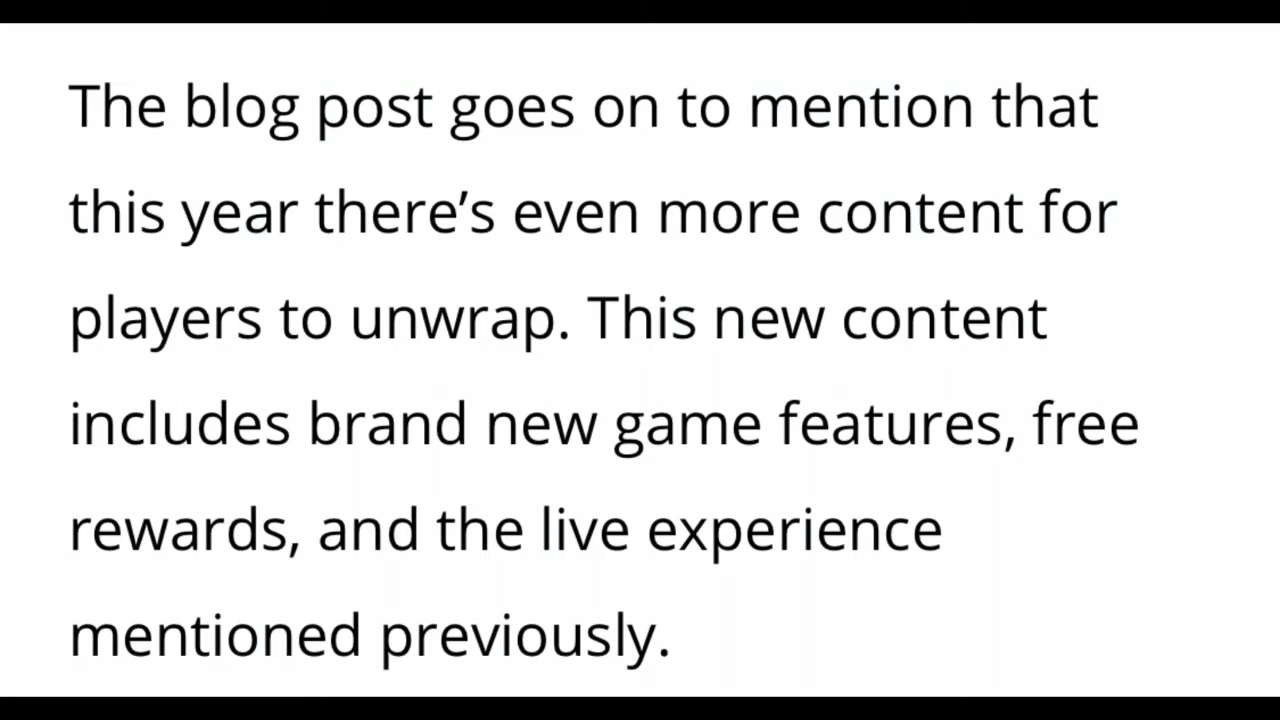 The blog post goes on to mention that
this year there’s even more content for
players to unwrap. This new content
includes brand new game features, free
rewards, and the live experience
mentioned previously.